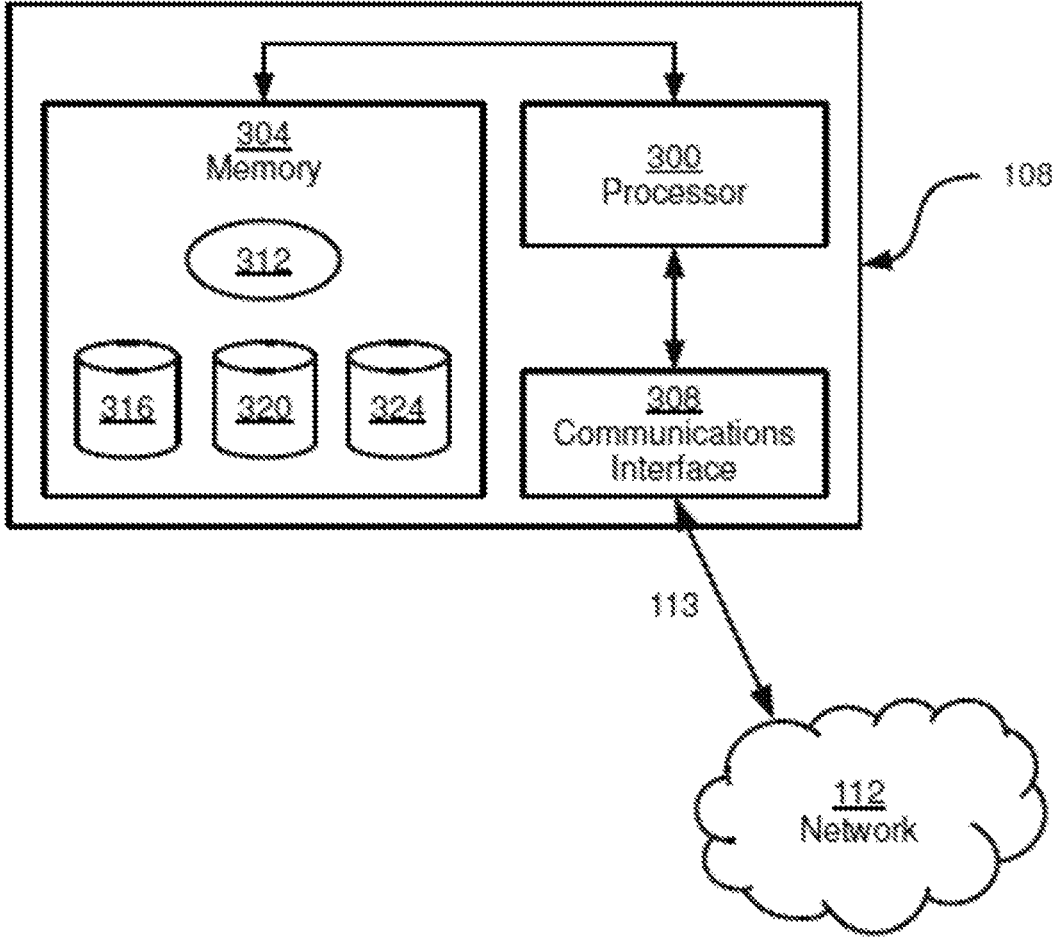 304
Memory
300
Processor
108
312
316
320
324
308
Communications
Interface
113
112
Network